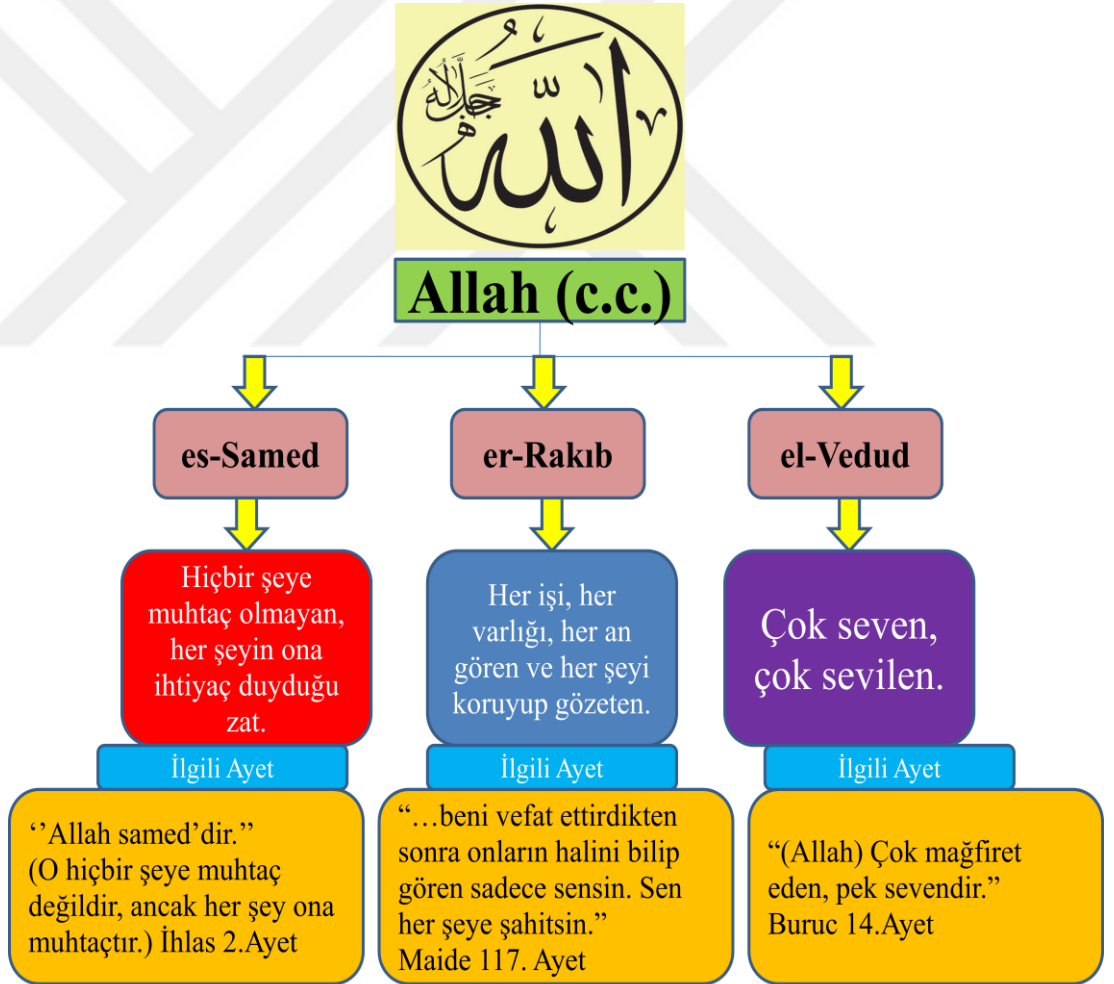 الله
جل جلاله
Allah (c.c.)
es-Samed
er-Rakıb
el-Vedud
Hiçbir şeye
muhtaç olmayan,
her şeyin ona
ihtiyaç duyduğu
zat.
Her işi, her
varlığı, her an
gören ve her şeyi
koruyup gözeten.
Çok seven,
çok sevilen.
İlgili Ayet
İlgili Ayet
İlgili Ayet
‘’Allah samed’dir.’’
(O hiçbir şeye muhtaç
değildir, ancak her şey ona
muhtaçtır.) İhlas 2.Ayet
“…beni vefat ettirdikten
sonra onların halini bilip
gören sadece sensin. Sen
her şeye şahitsin.”
Maide 117. Ayet
“(Allah) Çok mağfiret
eden, pek sevendir.”
Buruc 14.Ayet